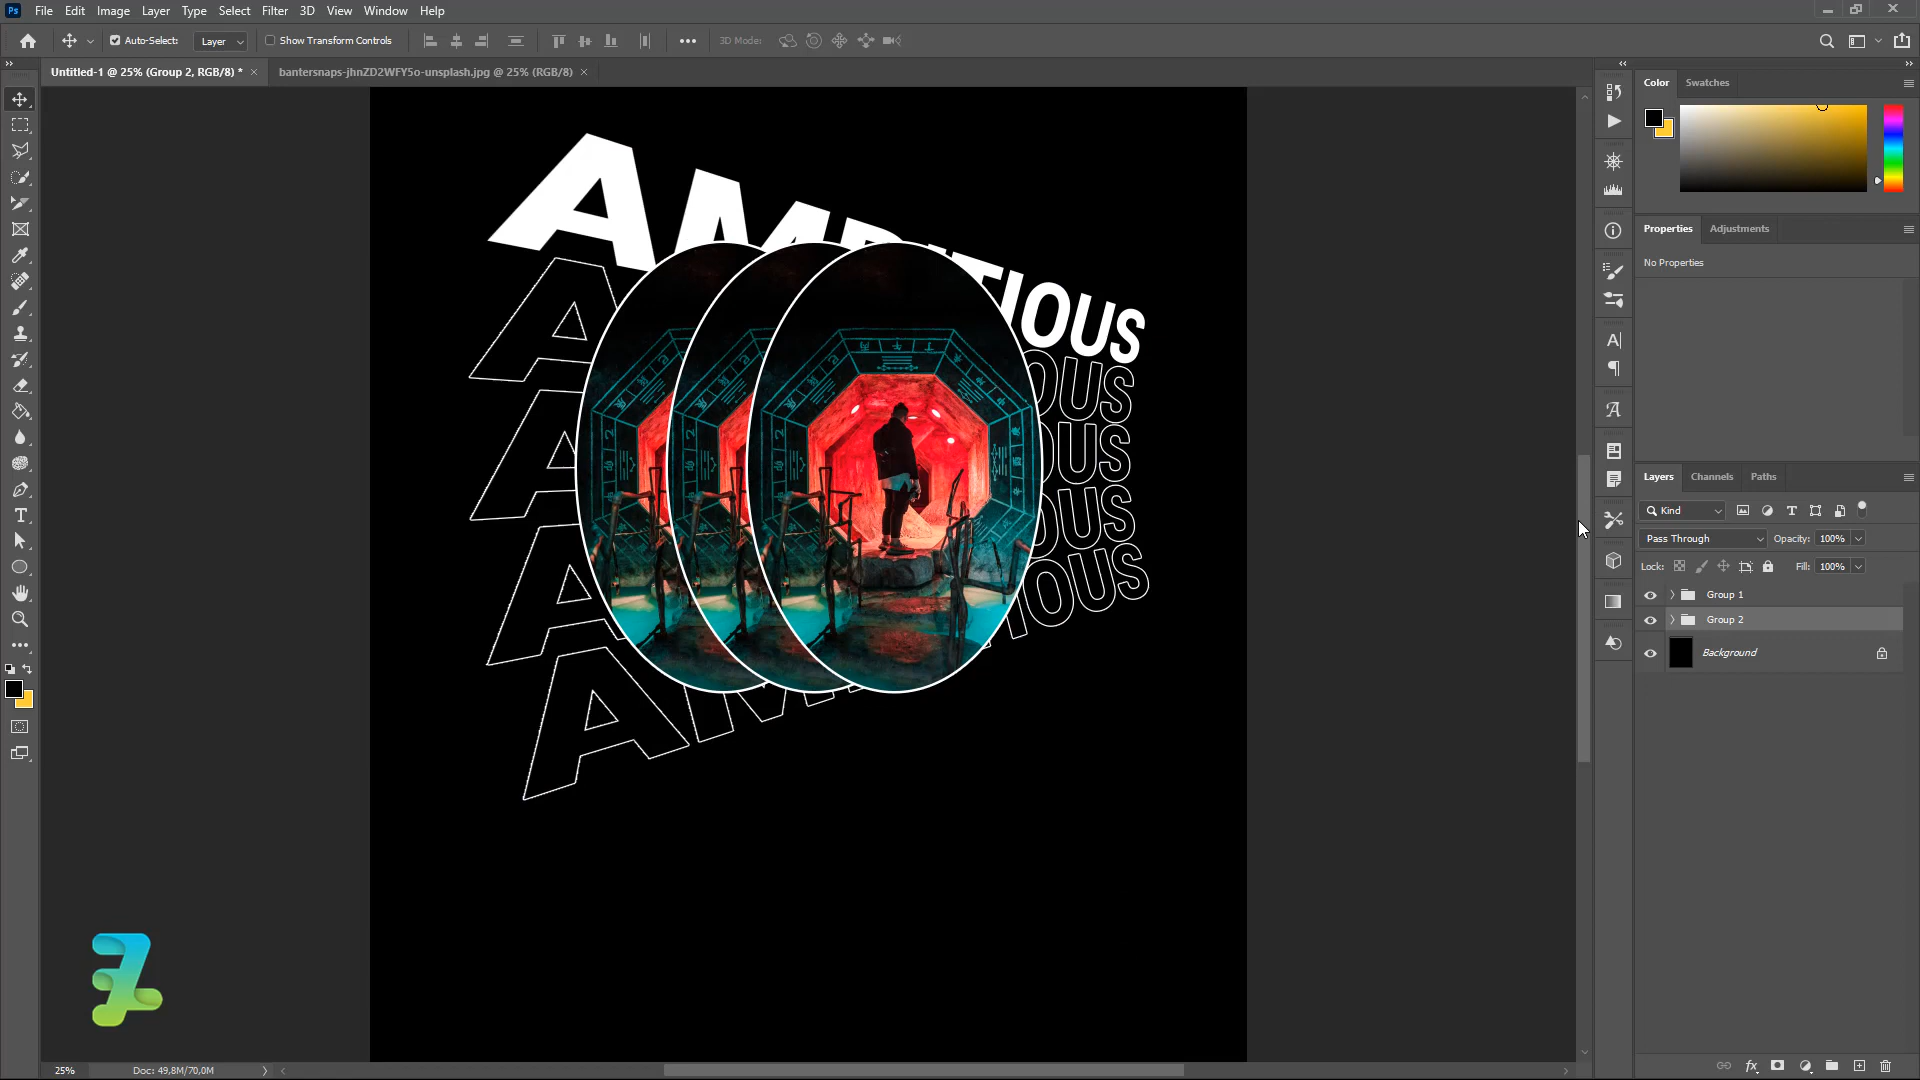 Ps File Edit Image Layer Type Select Filter 3D View Window Help
Auto-Select: Layer Show Transform Controls 3D Mode:
Untitled-1 @ 25% (Group 2, RGB/8) * bantersnaps-jhnZD2WFY5o-unsplash.jpg @ 25% (RGB/8)
Color Swatches
Properties Adjustments
No Properties
Layers Channels Paths
Kind
Pass Through Opacity: 100%
Lock: Fill: 100%
Group 1
Group 2
Background
25% Doc: 49,8M/70,0M